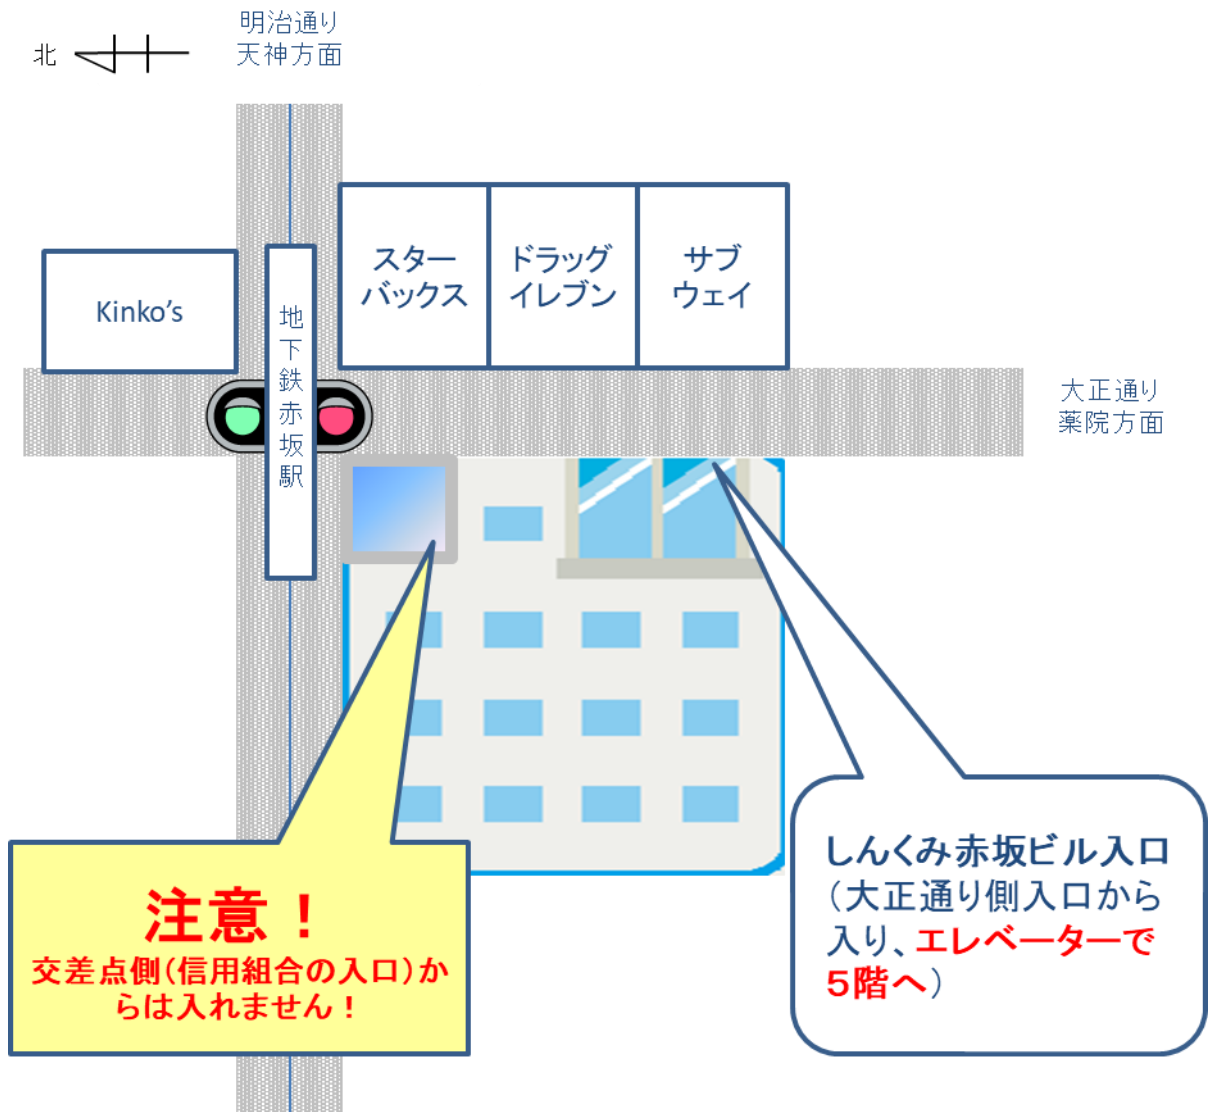 明治通り
天神方面
北
スター
バックス
ドラッグ
イレブン
サブ
ウェイ
Kinko's
地下鉄赤坂駅
大正通り
薬院方面
しんくみ赤坂ビル入口
（大正通り側入口から
入り、エレベーターで
５階へ）
注意！
交差点側(信用組合の入口)か
らは入れません！